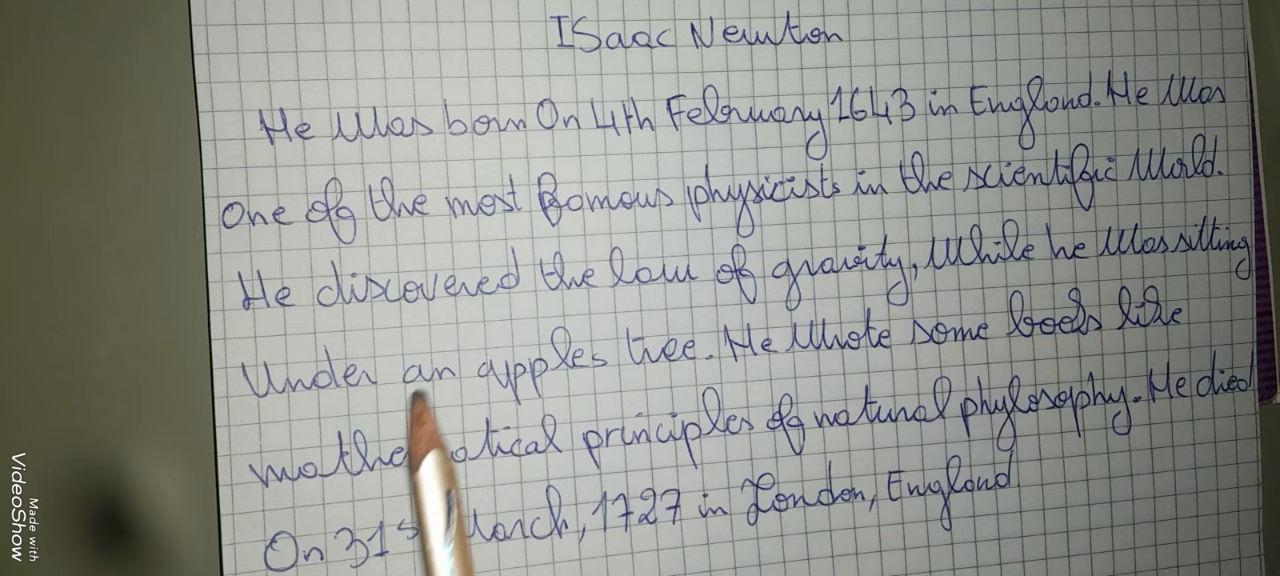 ISaac Newton
He was born On 4th February 1643 in England. He was
One of the most famous physicists in the scientific world.
He discovered the law of gravity, while he was sitting
Under an apples tree. He wrote some books like
mathematical principles of natural phylosophy. He died
On 31st March, 1727 in London, England
Made with
VideoShow